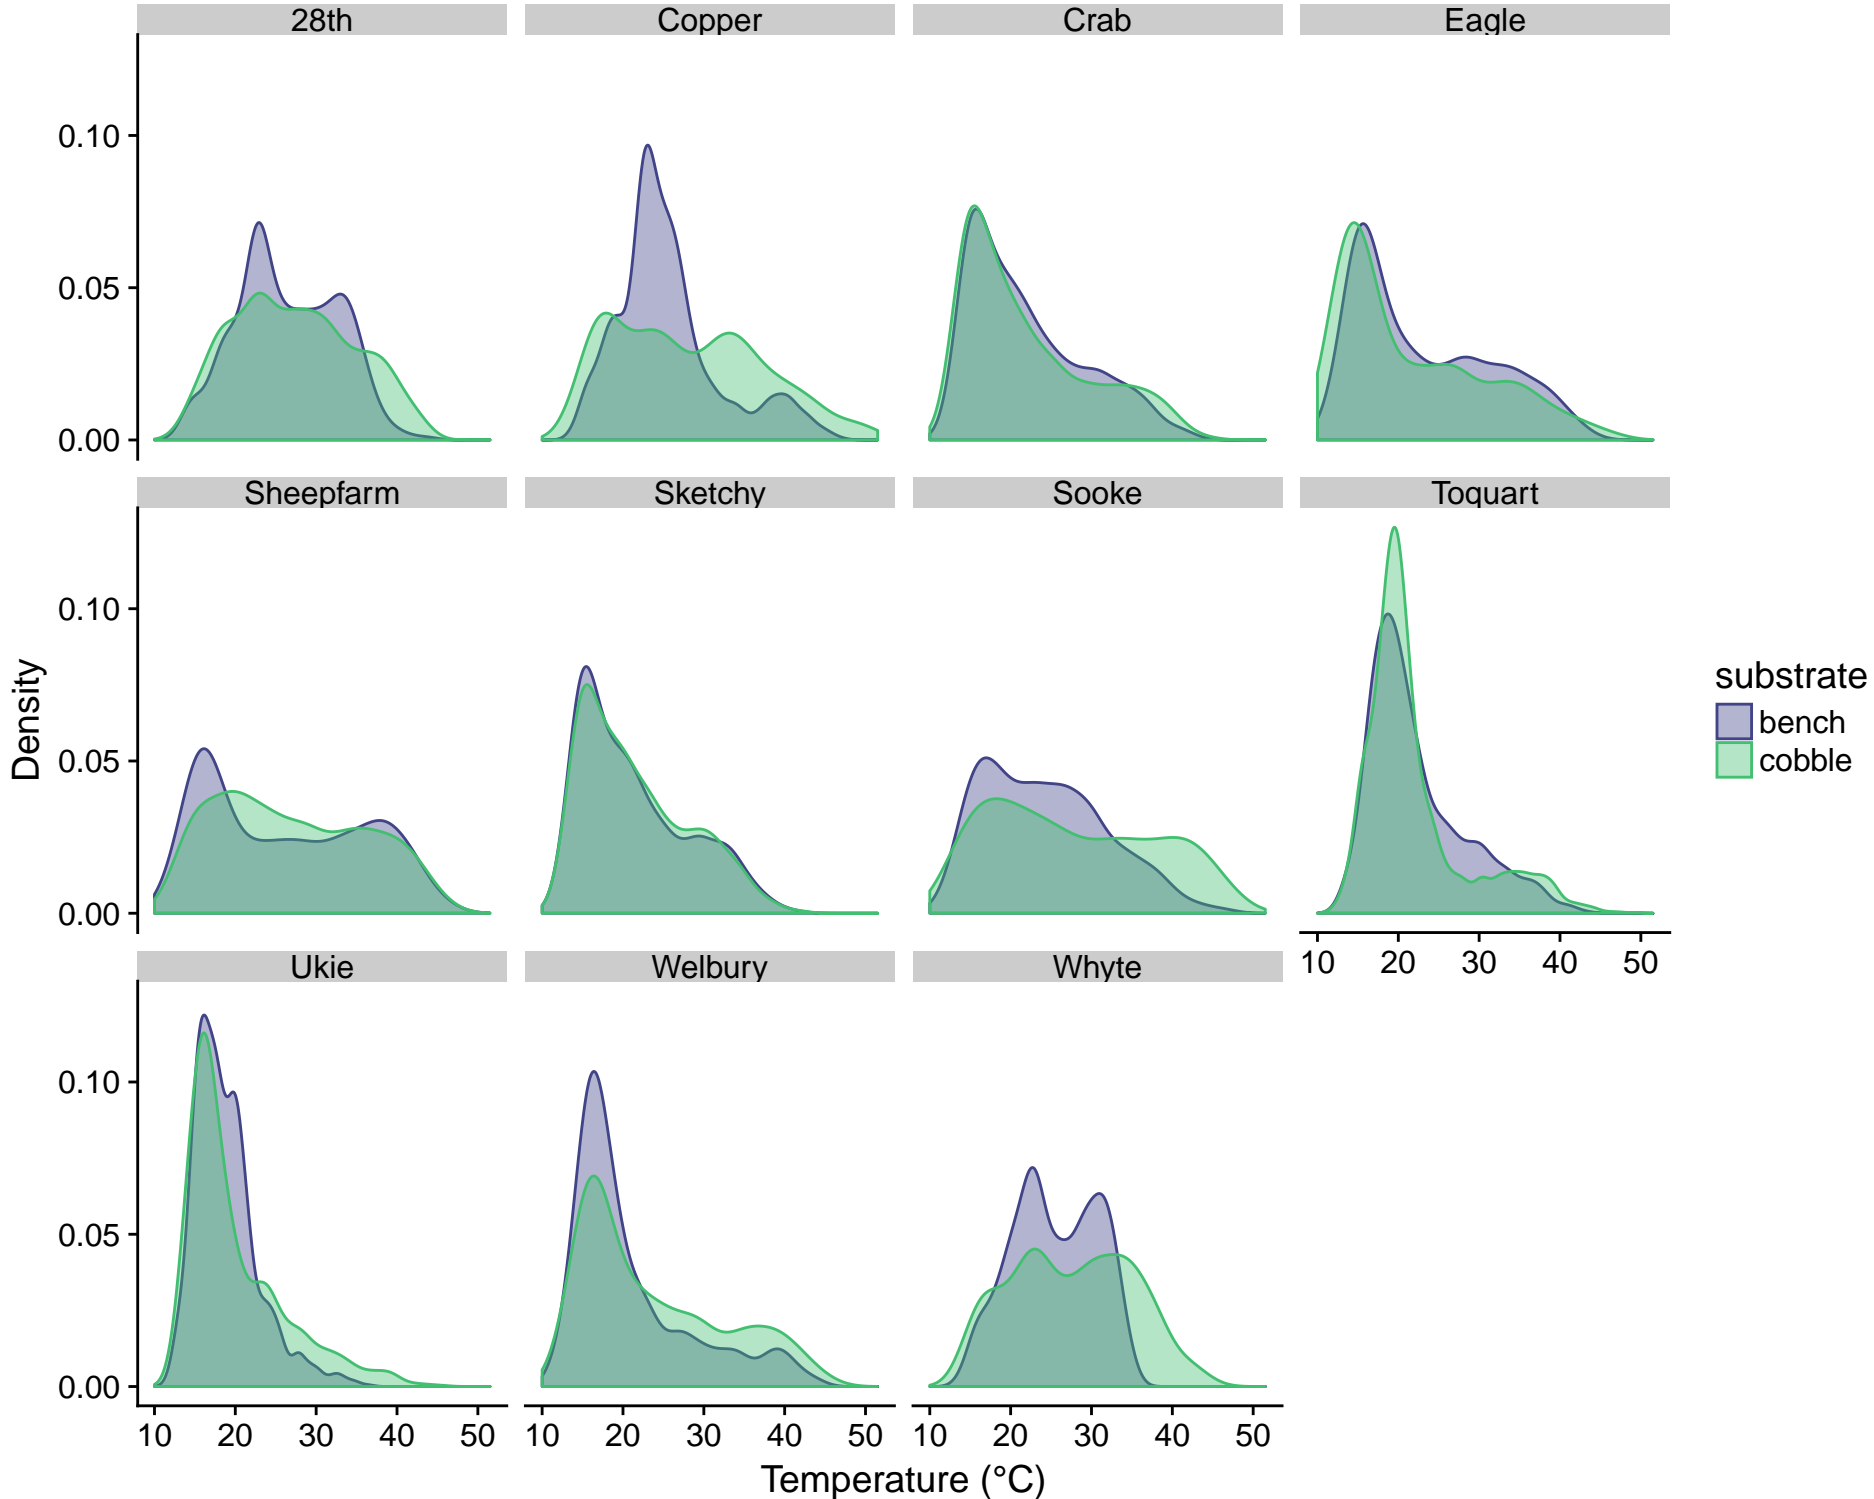 28th Copper Crab Eagle
0.10
0.05
0.00
Sheepfarm Sketchy Sooke Toquart
0.10
0.05
0.00
10 20 30 40 50
Ukie Welbury Whyte
0.10
0.05
0.00
10 20 30 40 50 10 20 30 40 50 10 20 30 40 50
Temperature (°C)
Density
substrate
bench
cobble